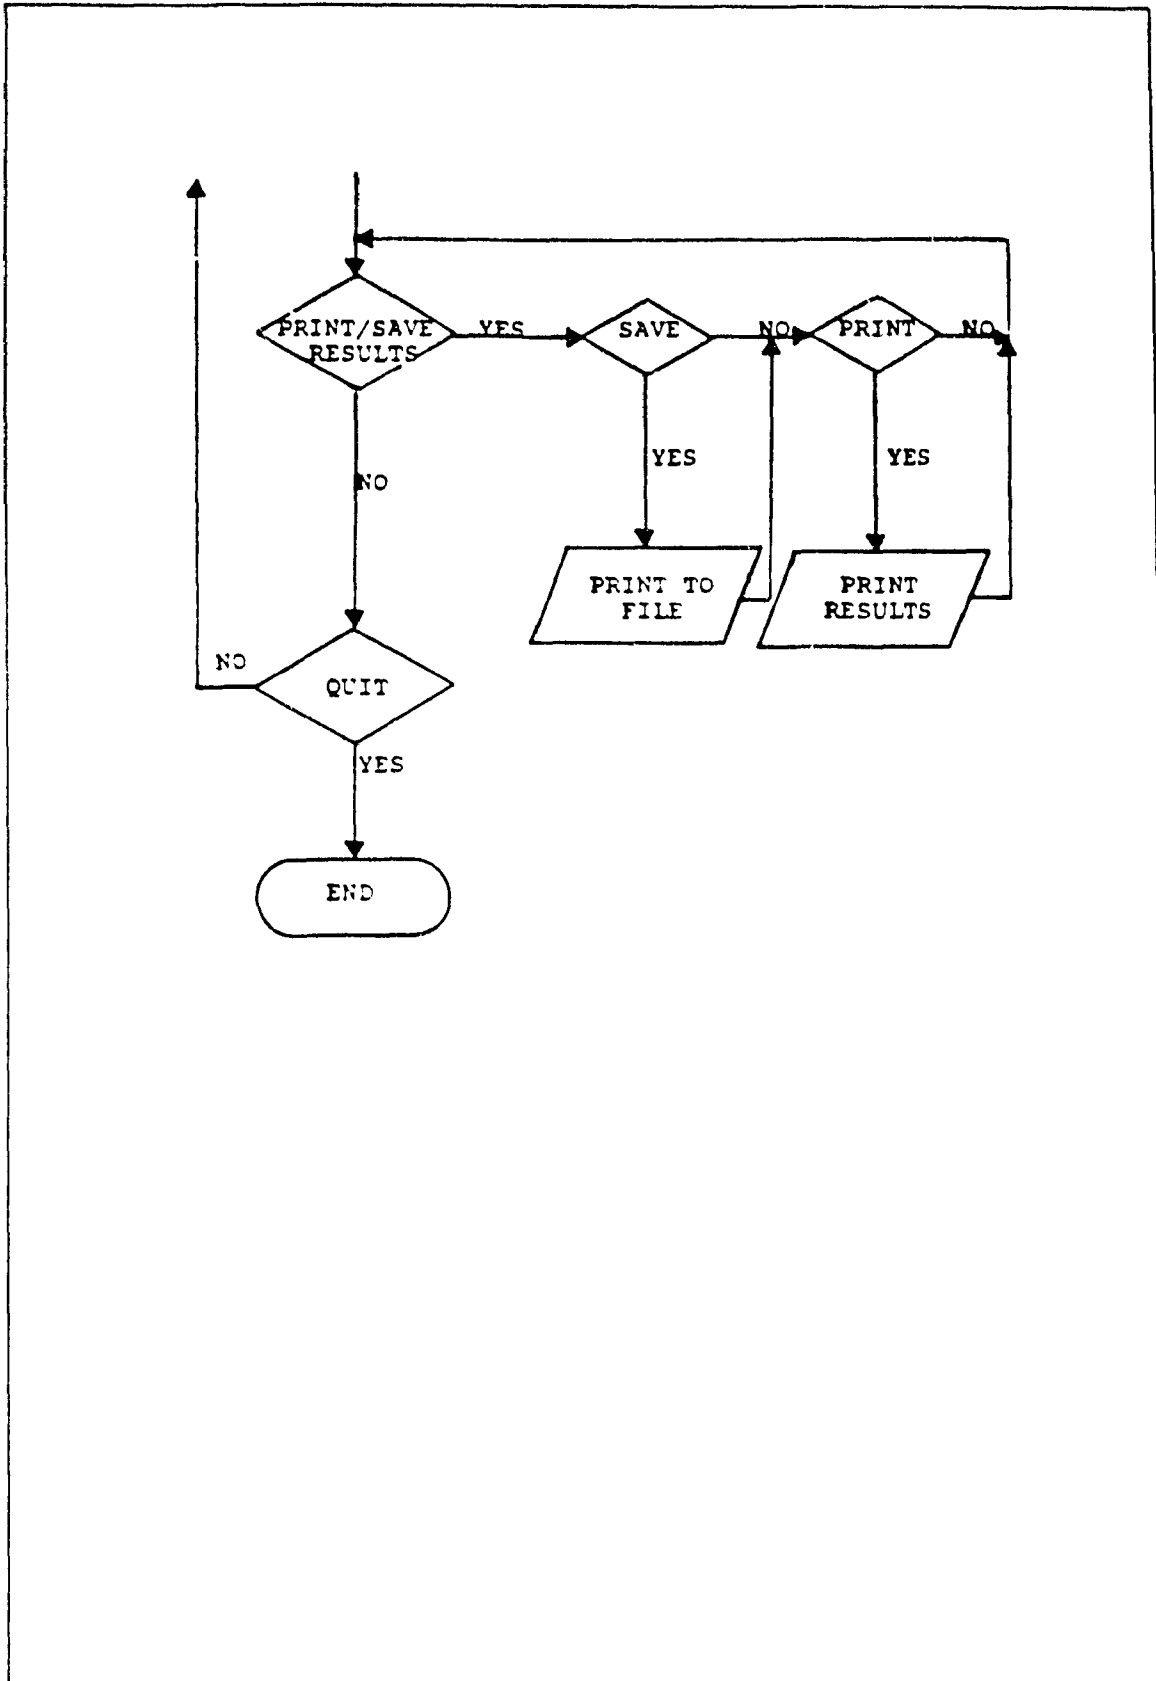 PRINT/SAVE
RESULTS
YES
SAVE
NO
PRINT
NO
YES
YES
NO
PRINT TO
FILE
PRINT
RESULTS
NO
QUIT
YES
END